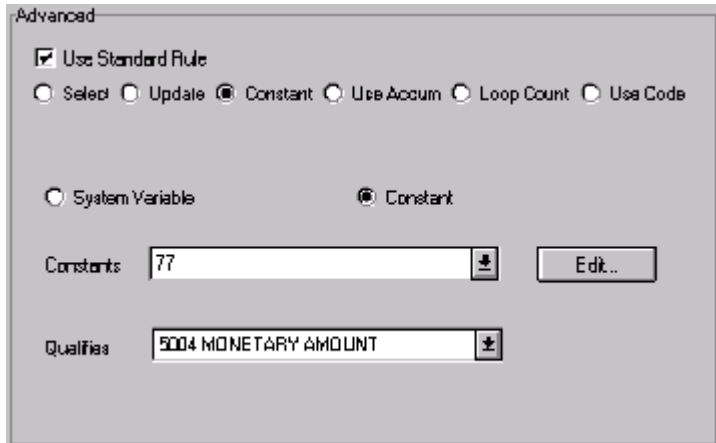 Advanced
Use Standard Rule
Select Update Constant Use Accum Loop Count Use Code
System Variable Constant
Constants 77 Edit...
Qualifies 5004 MONETARY AMOUNT